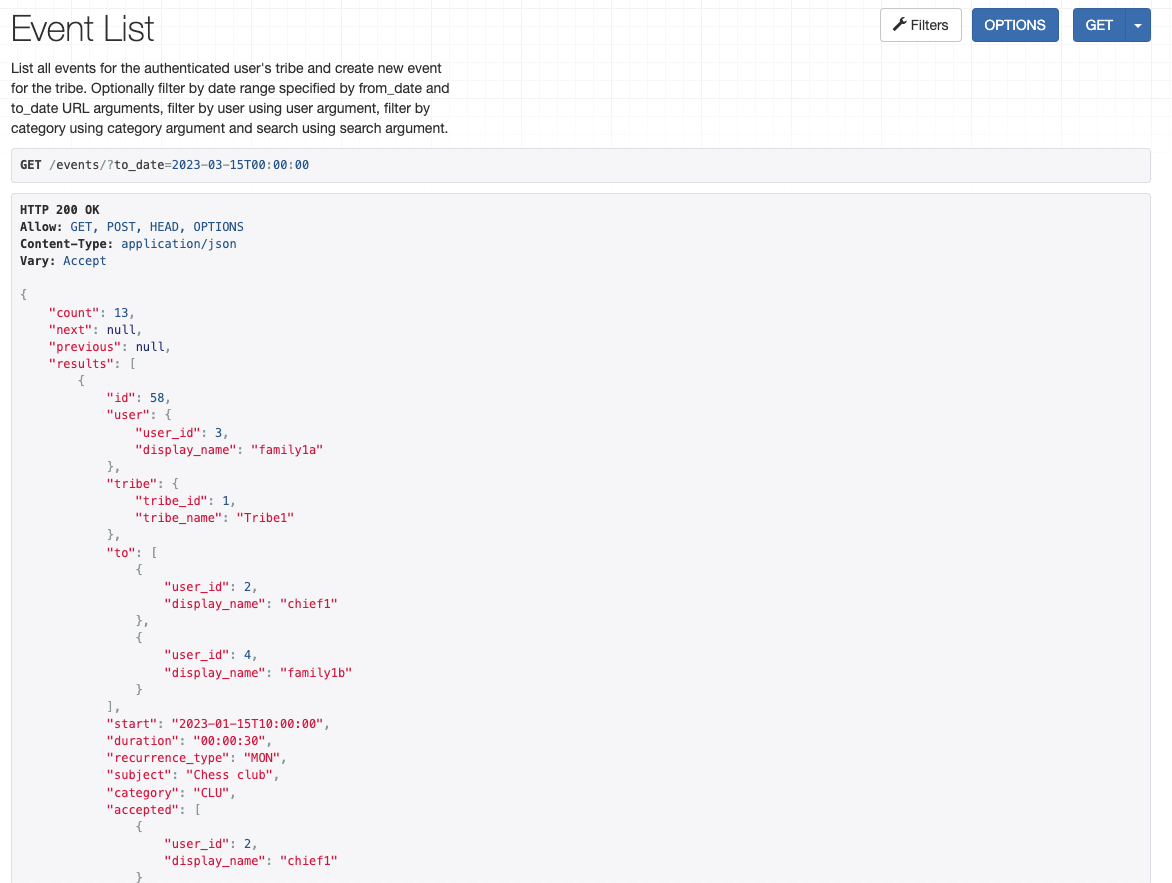 Event List
Filters
OPTIONS
GET
List all events for the authenticated user's tribe and create new event
for the tribe. Optionally filter by date range specified by from_date and
to_date URL arguments, filter by user using user argument, filter by
category using category argument and search using search argument.
GET /events/?to_date=2023-03-15T00:00:00
HTTP 200 OK
Allow: GET, POST, HEAD, OPTIONS
Content-Type: application/json
Vary: Accept
{
    "count": 13,
    "next": null,
    "previous": null,
    "results": [
        {
            "id": 58,
            "user": {
                "user_id": 3,
                "display_name": "family1a"
            },
            "tribe": {
                "tribe_id": 1,
                "tribe_name": "Tribe1"
            },
            "to": [
                {
                    "user_id": 2,
                    "display_name": "chief1"
                },
                {
                    "user_id": 4,
                    "display_name": "family1b"
                }
            ],
            "start": "2023-01-15T10:00:00",
            "duration": "00:00:30",
            "recurrence_type": "MON",
            "subject": "Chess club",
            "category": "CLU",
            "accepted": [
                {
                    "user_id": 2,
                    "display_name": "chief1"
                }